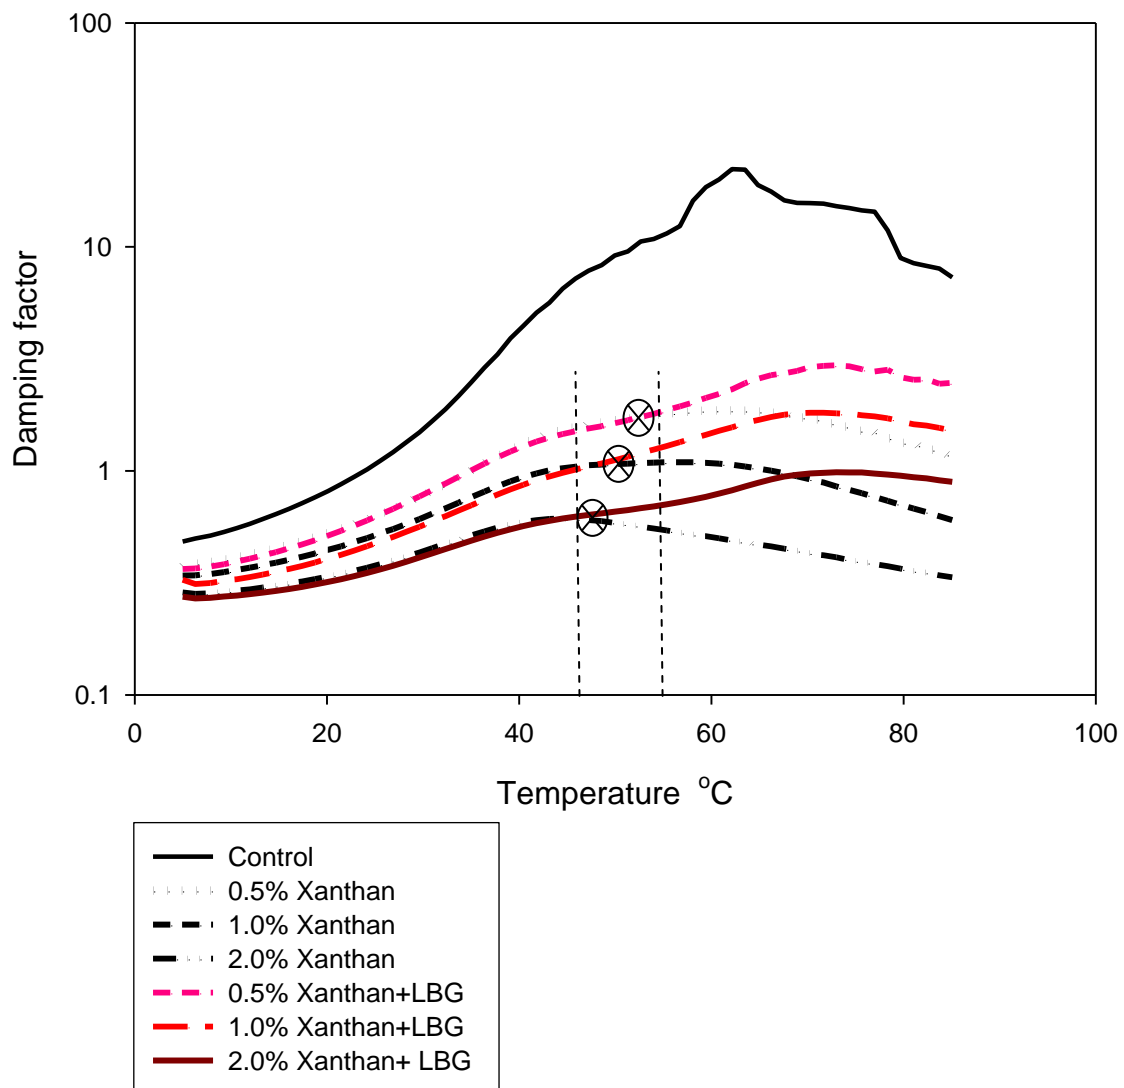 100
10
1
0.1
Damping factor
0 20 40 60 80 100
Temperature °C
Control
0.5% Xanthan
1.0% Xanthan
2.0% Xanthan
0.5% Xanthan+LBG
1.0% Xanthan+LBG
2.0% Xanthan+ LBG